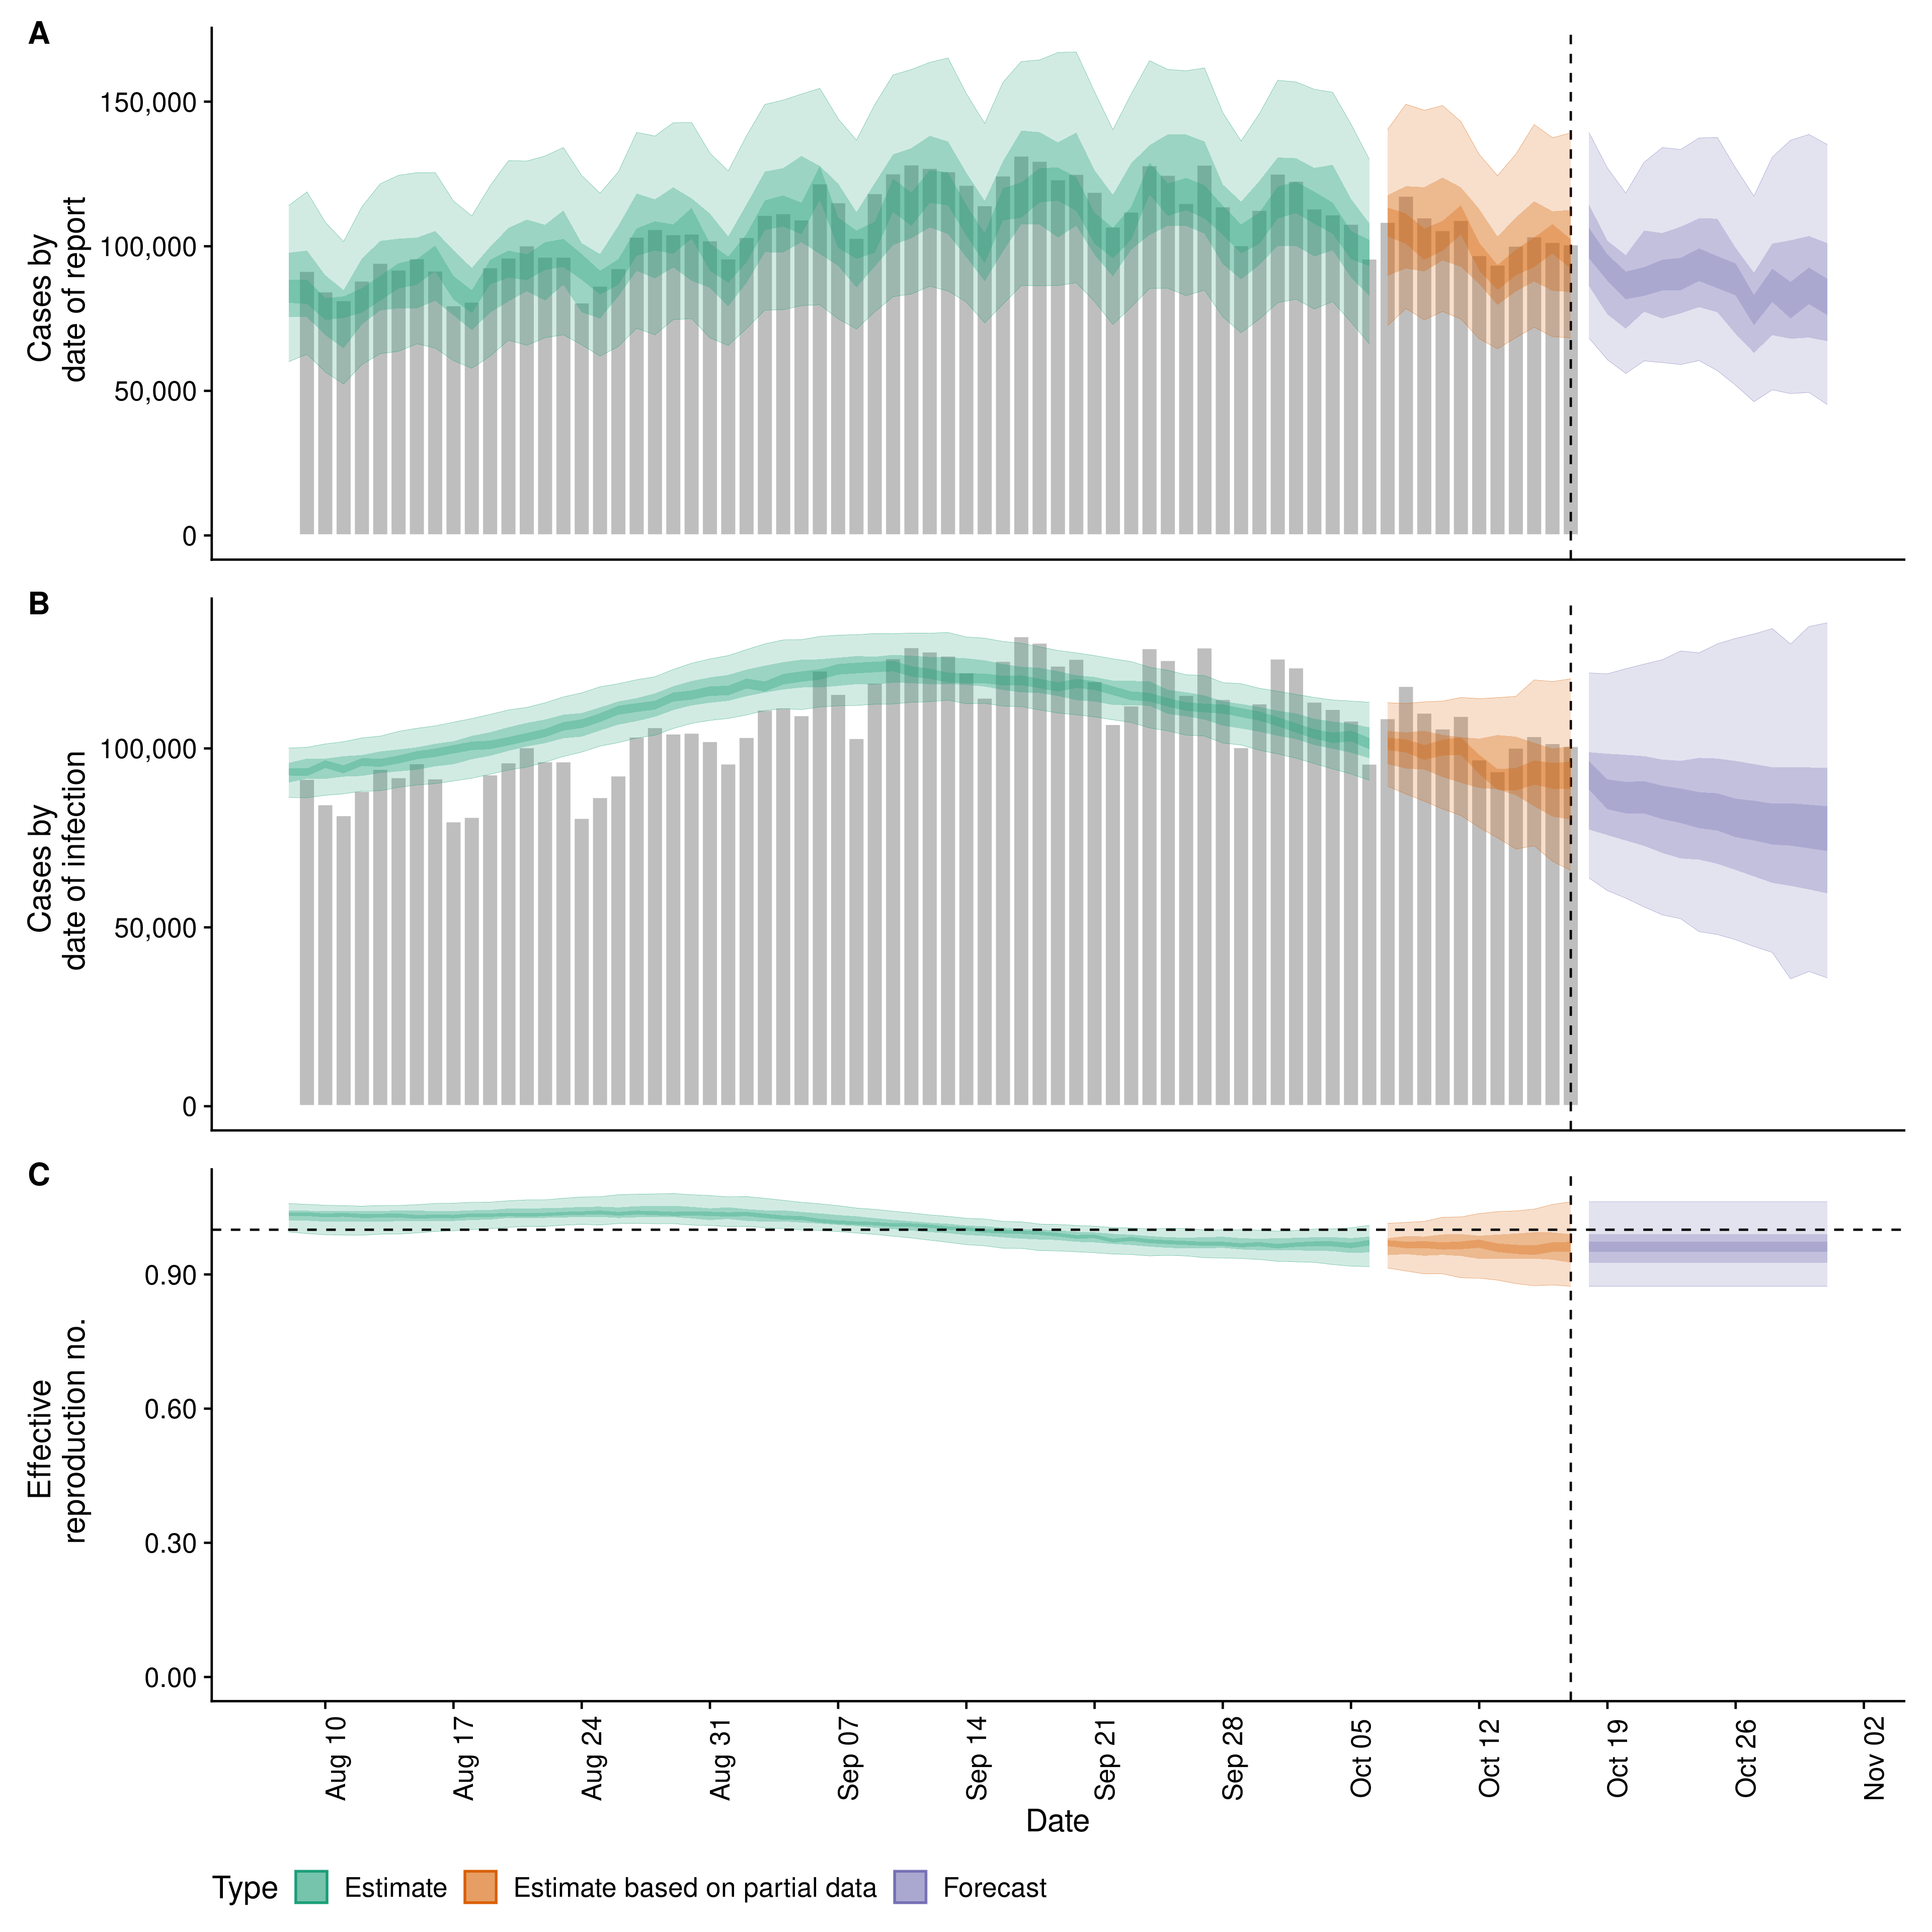 A
Cases by
date of report
150,000
100,000
50,000
0
B
Cases by
date of infection
100,000
50,000
0
C
Effective
reproduction no.
0.90
0.60
0.30
0.00
Aug 10
Aug 17
Aug 24
Aug 31
Sep 07
Sep 14
Sep 21
Sep 28
Oct 05
Oct 12
Oct 19
Oct 26
Nov 02
Date
Type Estimate Estimate based on partial data Forecast